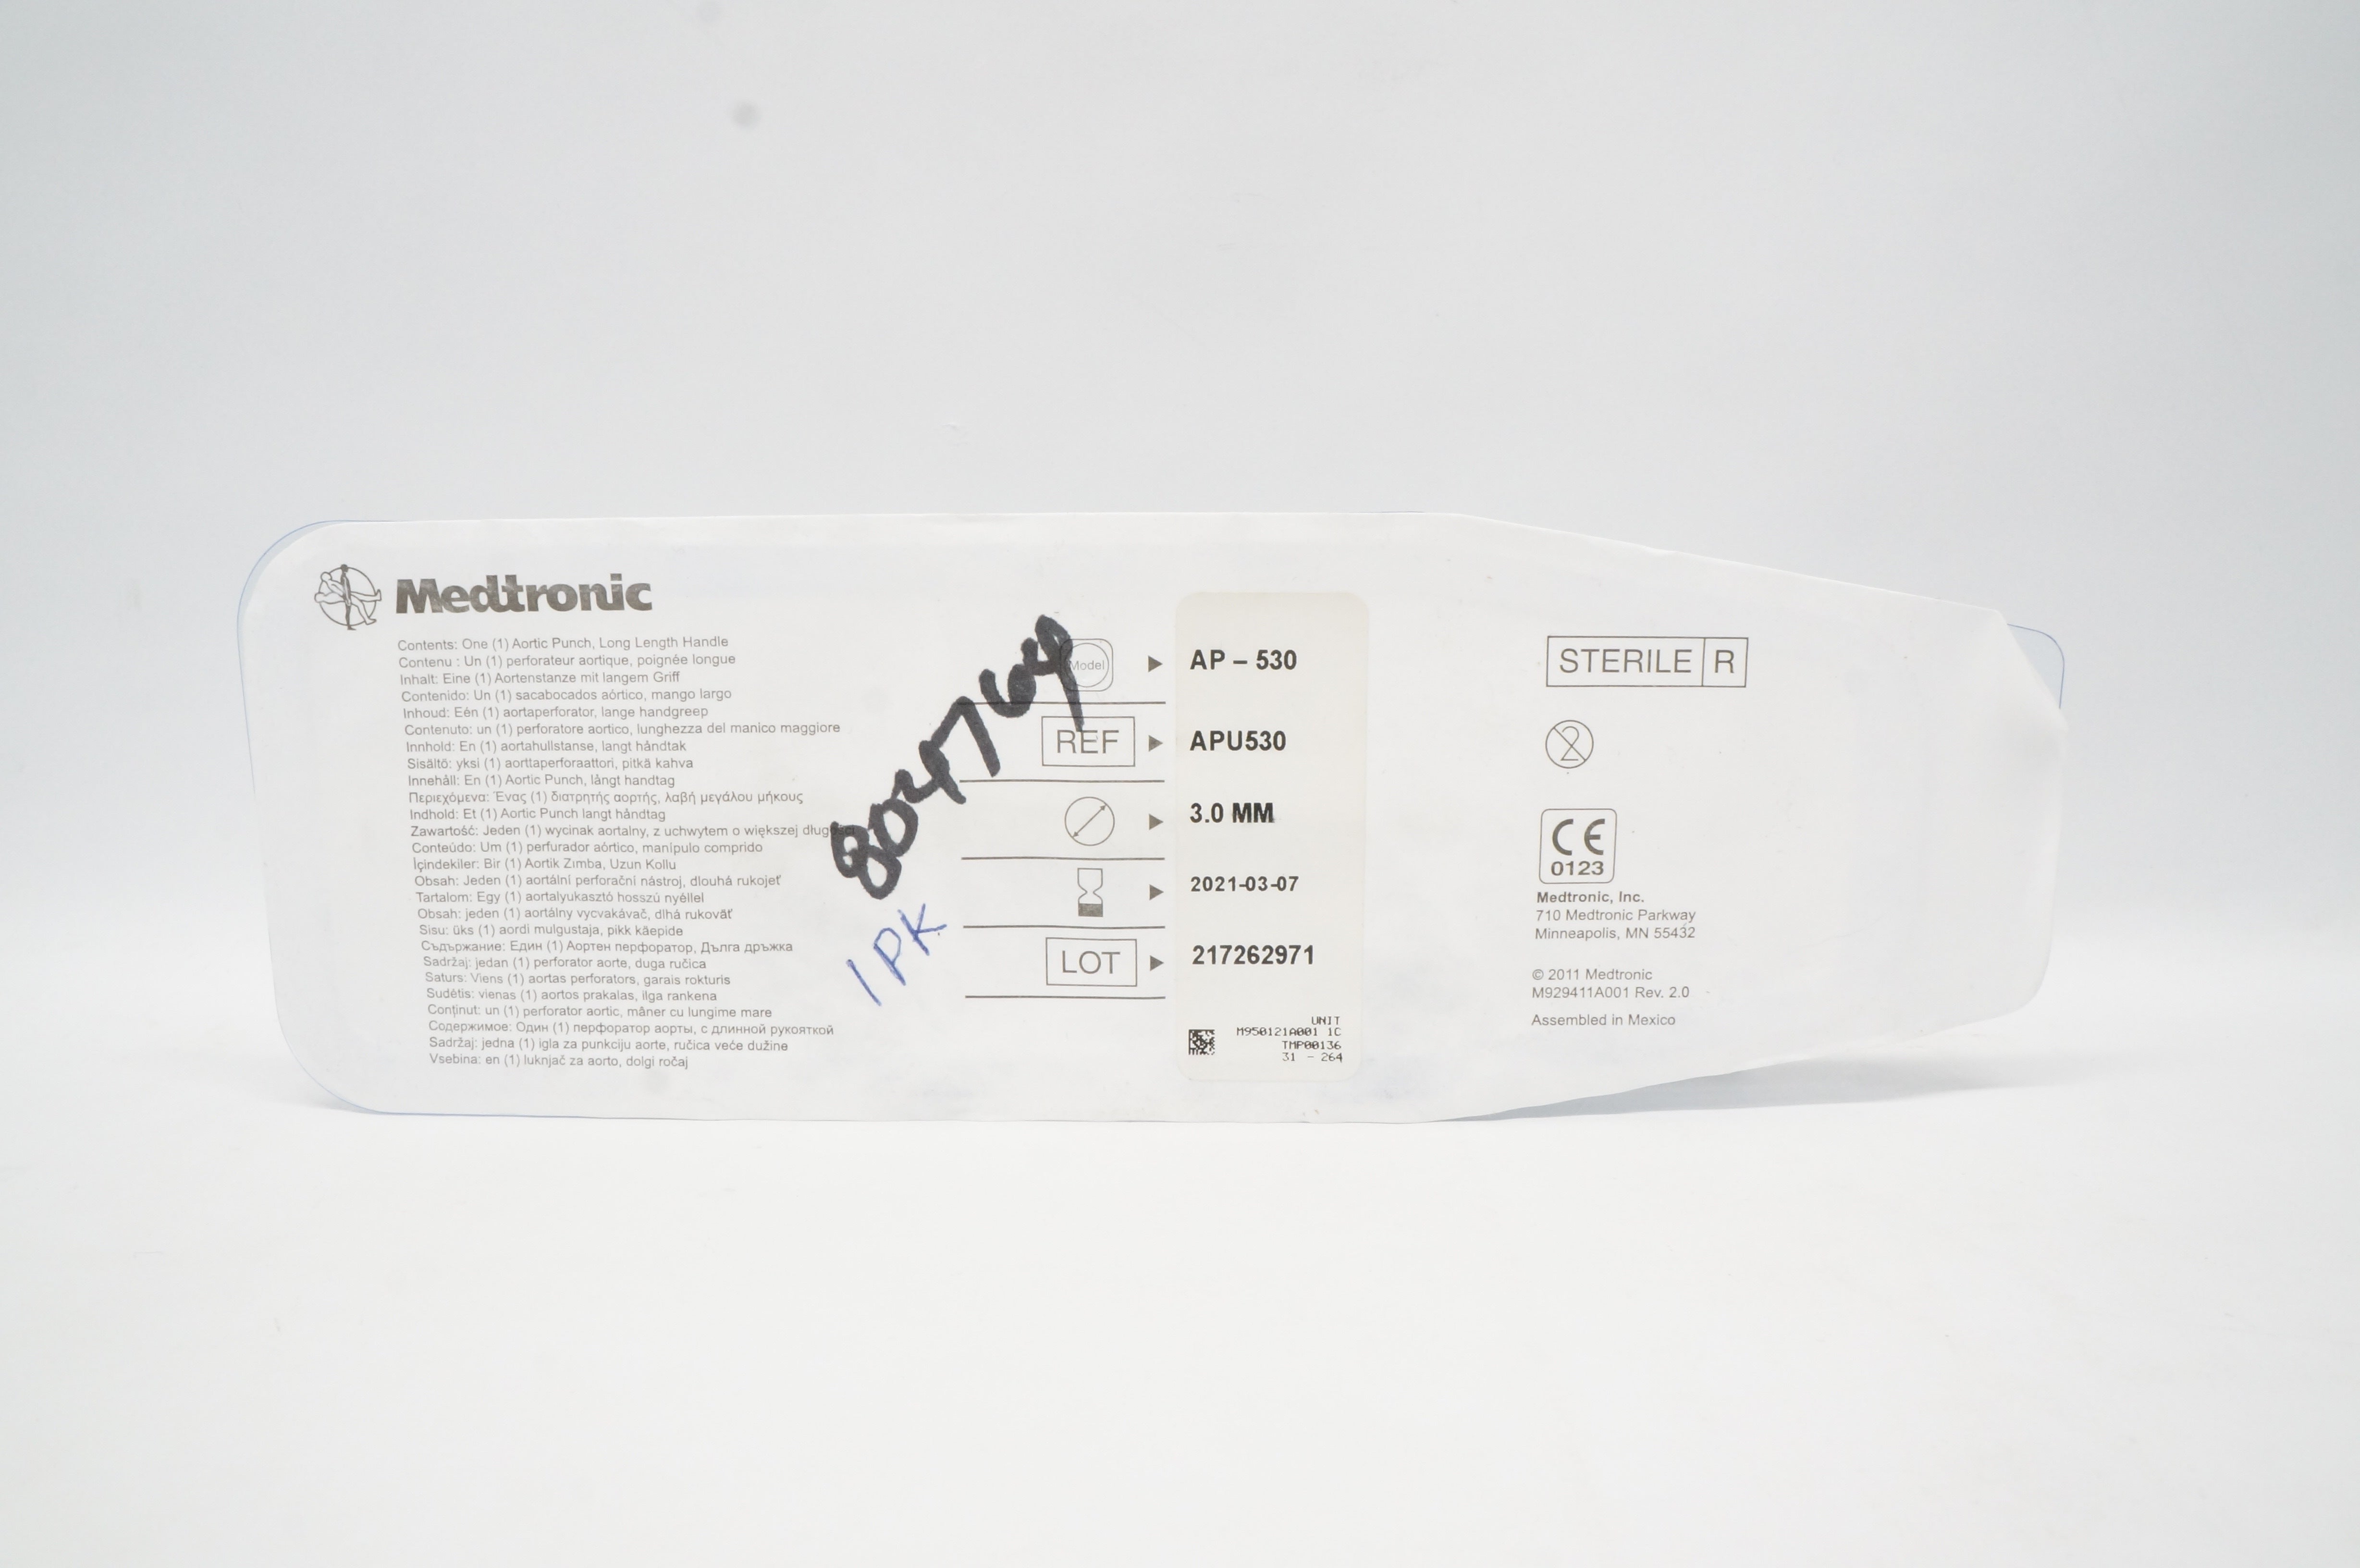 Medtronic
Contents: One (1) Aortic Punch, Long Length Handle
Contenu : Un (1) perforateur aortique, poignée longue
Inhalt: Eine (1) Aortenstanze mit langem Griff
Contenido: Un (1) sacabocados aórtico, mango largo
Inhoud: Eén (1) aortaperforator, lange handgreep
Contenuto: un (1) perforatore aortico, lunghezza del manico maggiore
Innhold: En (1) aortahullstanse, langt håndtak
Sisältö: yksi (1) aorttaperforaattori, pitkä kahva
Innehåll: En (1) Aortic Punch, långt handtag
Περιεχόμενα: Ένας (1) διατρητής αορτής, λαβή μεγάλου μήκους
Indhold: Et (1) Aortic Punch langt håndtag
Zawartość: Jeden (1) wycinak aortalny, z uchwytem o większej długości
Conteúdo: Um (1) perfurador aórtico, manípulo comprido
İçindekiler: Bir (1) Aortik Zımba, Uzun Kollu
Obsah: Jeden (1) aortální perforační nástroj, dlouhá rukojeť
Tartalom: Egy (1) aortalyukasztó hosszú nyéllel
Obsah: jeden (1) aortálny vycvakávač, dlhá rukoväť
Sisu: üks (1) aordi mulgustaja, pikk käepide
Съдържание: Един (1) Аортен перфоратор, Дълга дръжка
Sadržaj: jedan (1) perforator aorte, duga ručica
Saturs: Viens (1) aortas perforators, garais rokturis
Sudėtis: vienas (1) aortos prakalas, ilga rankena
Conţinut: un (1) perforator aortic, mâner cu lungime mare
Содержимое: Один (1) перфоратор аорты, с длинной рукояткой
Sadržaj: jedna (1) igla za punkciju aorte, ručica veće dužine
Vsebina: en (1) luknjač za aorto, dolgi ročaj
1 PK
Model AP – 530
REF APU530
3.0 MM
2021-03-07
LOT 217262971
UNIT
M950121A001 1C
TMP00136
31 - 264
STERILE R
2
CE
0123
Medtronic, Inc.
710 Medtronic Parkway
Minneapolis, MN 55432
© 2011 Medtronic
M929411A001 Rev. 2.0
Assembled in Mexico